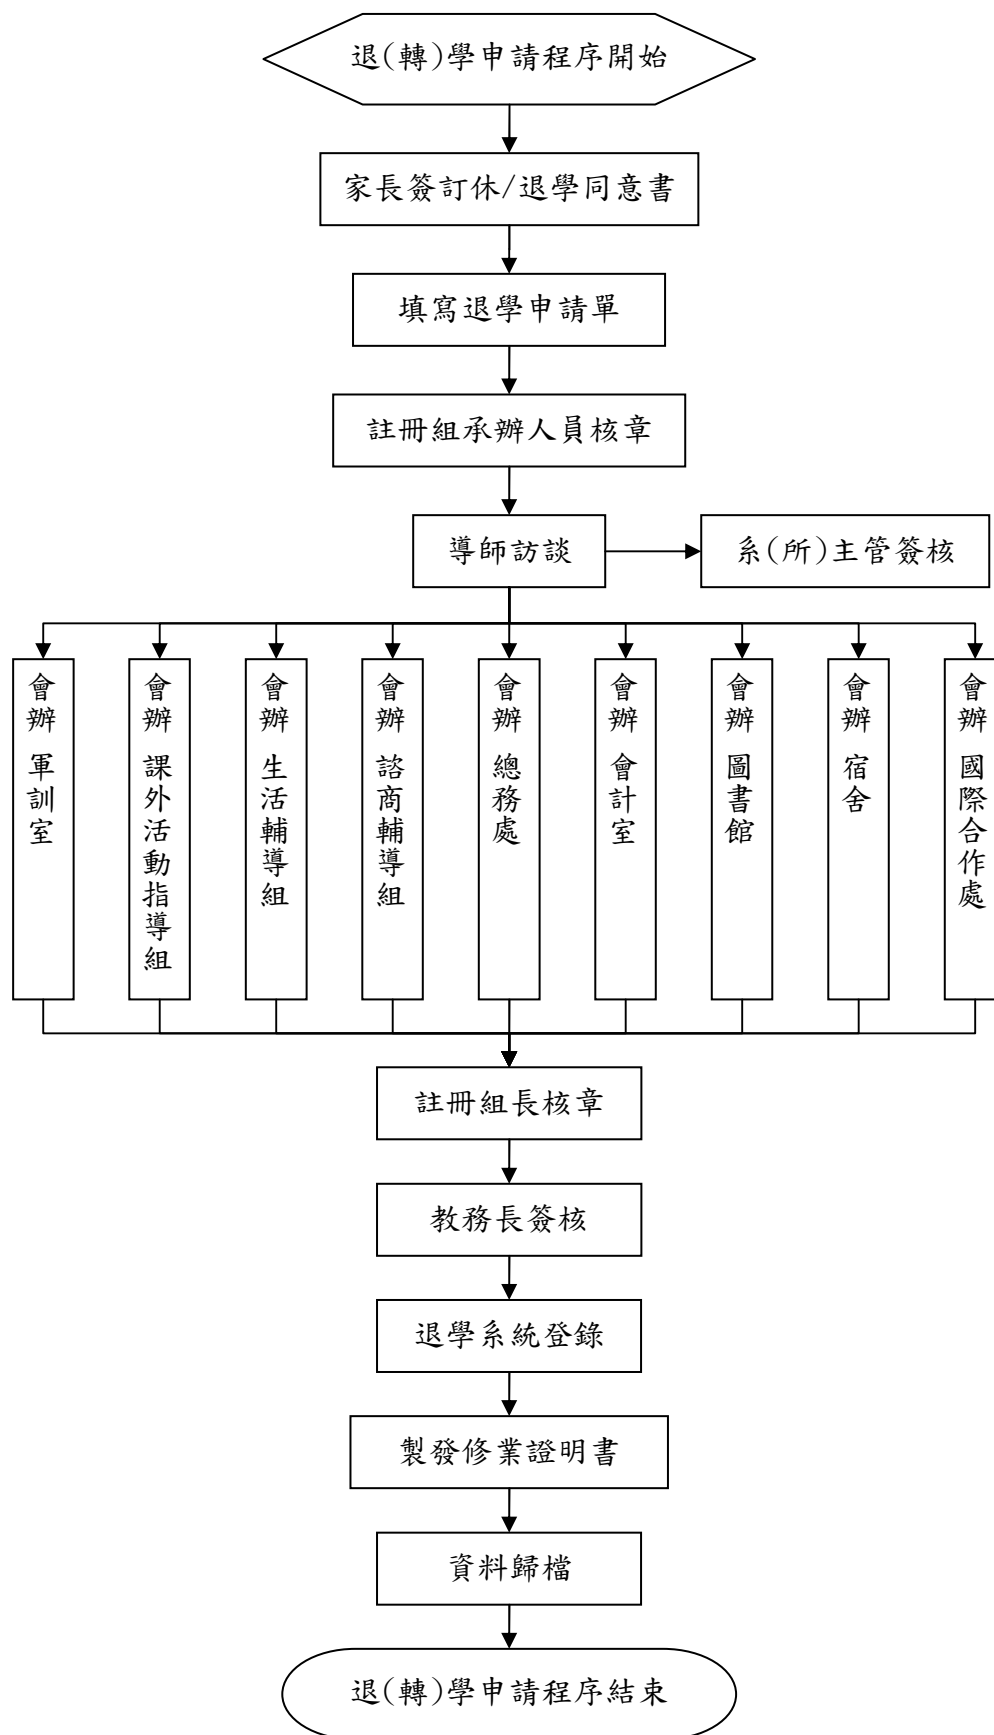 退(轉)學申請程序開始
家長簽訂休/退學同意書
填寫退學申請單
註冊組承辦人員核章
導師訪談
系(所)主管簽核
會辦 軍訓室
會辦 課外活動指導組
會辦 生活輔導組
會辦 諮商輔導組
會辦 總務處
會辦 會計室
會辦 圖書館
會辦 宿舍
會辦 國際合作處
註冊組長核章
教務長簽核
退學系統登錄
製發修業證明書
資料歸檔
退(轉)學申請程序結束